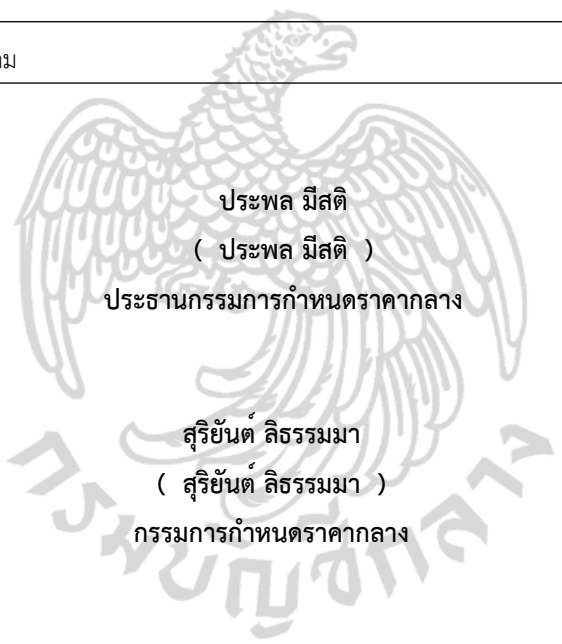 ประพล มีสติ
( ประพล มีสติ )
ประธานกรรมการกำหนดราคากลาง
สุริยันต์ ลิธรรมมา
( สุริยันต์ ลิธรรมมา )
กรรมการกำหนดราคากลาง
กรมบัญชีกลาง